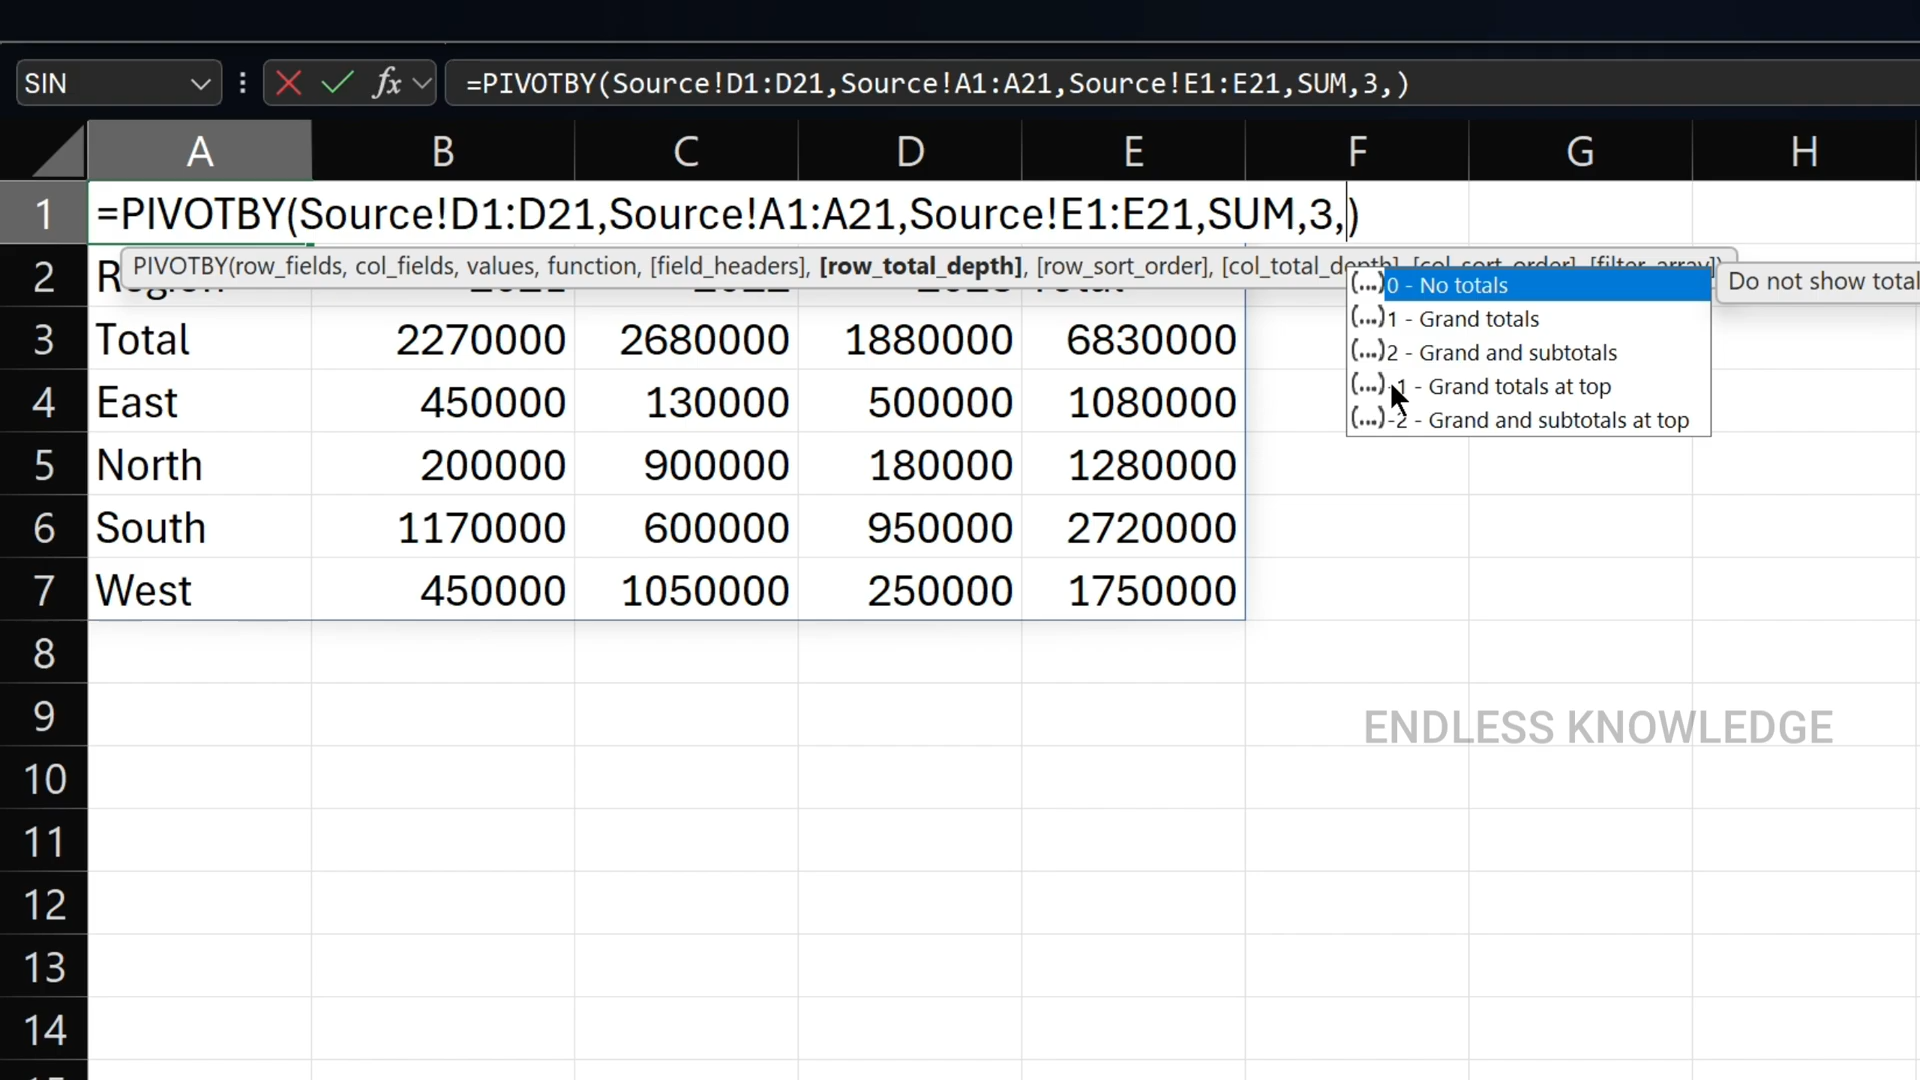 SIN fx =PIVOTBY(Source!D1:D21,Source!A1:A21,Source!E1:E21,SUM,3,)
A B C D E F G H
1 =PIVOTBY(Source!D1:D21,Source!A1:A21,Source!E1:E21,SUM,3,)
PIVOTBY(row_fields, col_fields, values, function, [field_headers], [row_total_depth], [row_sort_order], [col_total_depth], [col_sort_order], [filter_array])
2
(...) 0 - No totals Do not show total
(...) 1 - Grand totals
(...) 2 - Grand and subtotals
(...) -1 - Grand totals at top
(...) -2 - Grand and subtotals at top
3 Total 2270000 2680000 1880000 6830000
4 East 450000 130000 500000 1080000
5 North 200000 900000 180000 1280000
6 South 1170000 600000 950000 2720000
7 West 450000 1050000 250000 1750000
8
9 ENDLESS KNOWLEDGE
10
11
12
13
14